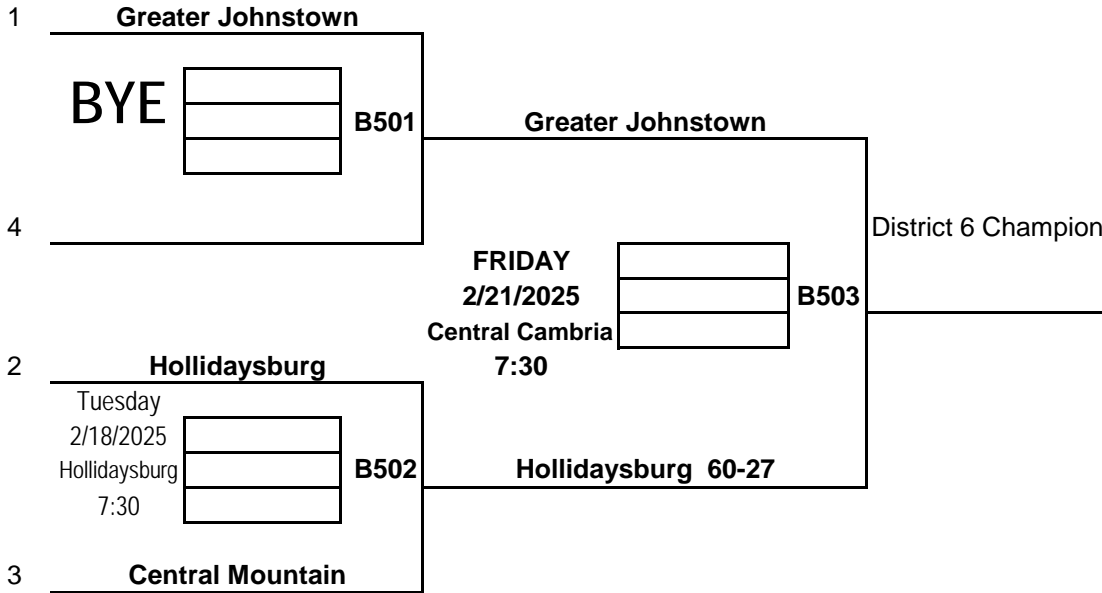 1 Greater Johnstown
BYE
B501
Greater Johnstown
4
District 6 Champion
FRIDAY
2/21/2025
B503
Central Cambria
7:30
2 Hollidaysburg
Tuesday
2/18/2025
Hollidaysburg
7:30
B502
Hollidaysburg 60-27
3 Central Mountain